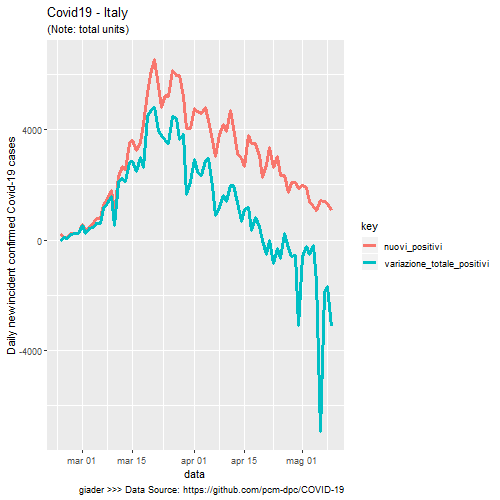 Covid19 - Italy
(Note: total units)
Daily new incident confirmed Covid-19 cases
4000
0
-4000
mar 01
mar 15
apr 01
apr 15
mag 01
data
key
nuovi_positivi
variazione_totale_positivi
giader >>> Data Source: https://github.com/pcm-dpc/COVID-19